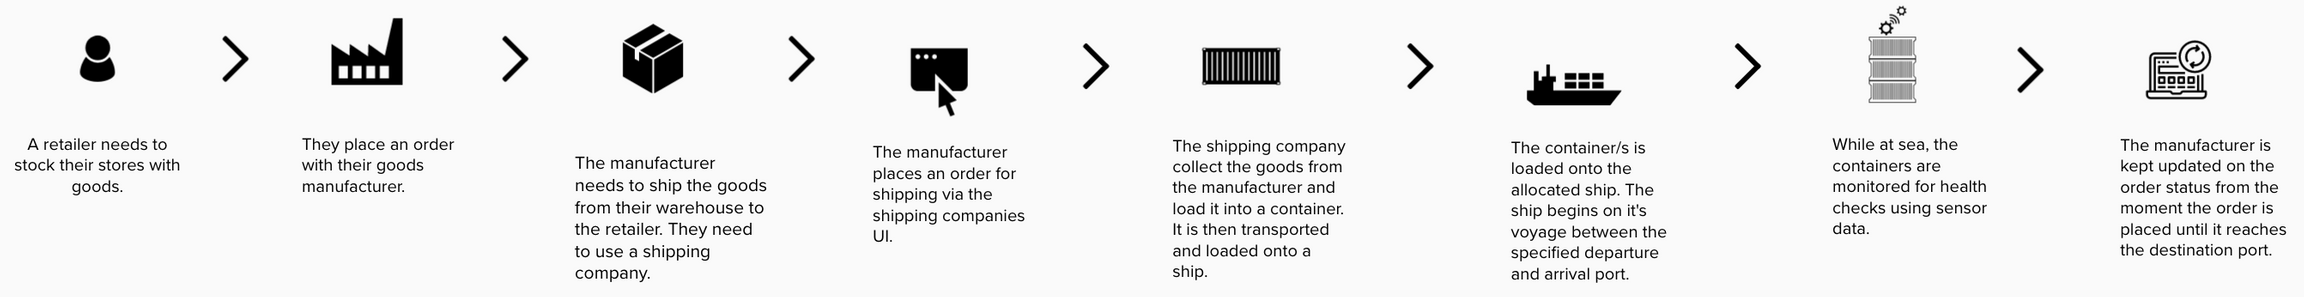 A retailer needs to
stock their stores with
goods.
They place an order
with their goods
manufacturer.
The manufacturer
needs to ship the goods
from their warehouse to
the retailer. They need
to use a shipping
company.
The manufacturer
places an order for
shipping via the
shipping companies
UI.
The shipping company
collect the goods from
the manufacturer and
load it into a container.
It is then transported
and loaded onto a
ship.
The container/s is
loaded onto the
allocated ship. The
ship begins on it's
voyage between the
specified departure
and arrival port.
While at sea, the
containers are
monitored for health
checks using sensor
data.
The manufacturer is
kept updated on the
order status from the
moment the order is
placed until it reaches
the destination port.